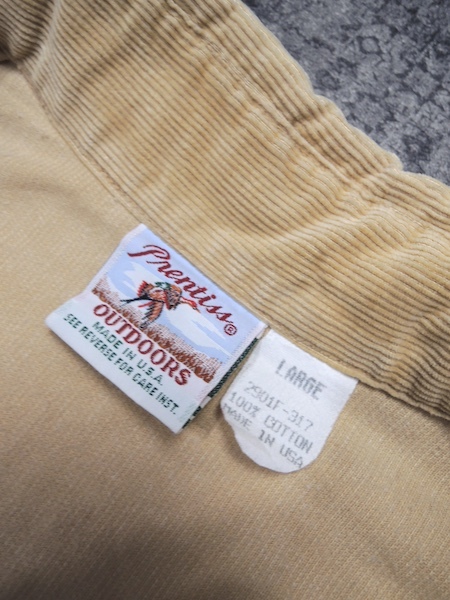 Prentiss®
OUTDOORS
MADE IN U.S.A.
SEE REVERSE FOR CARE INST.
LARGE
2901F-317
100% COTTON
MADE IN USA